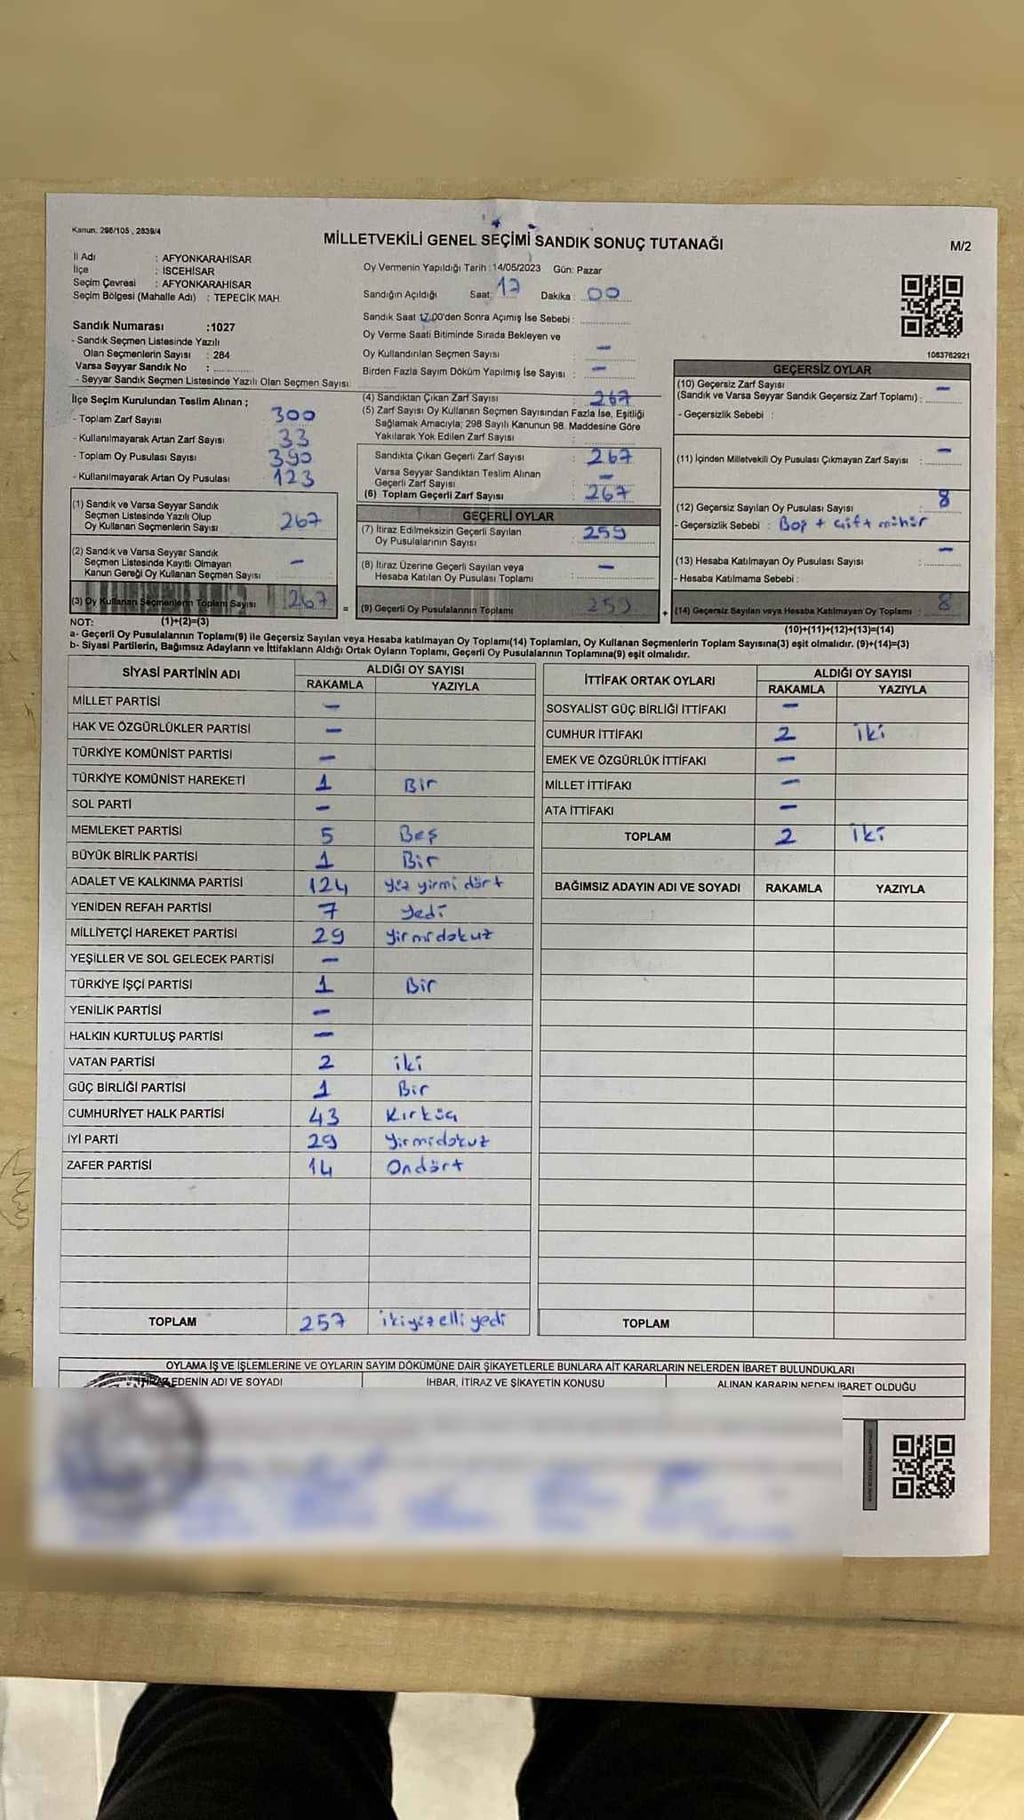 Kanun: 298/105 , 2839/4
MİLLETVEKİLİ GENEL SEÇİMİ SANDIK SONUÇ TUTANAĞI
M/2
İl Adı : AFYONKARAHİSAR
İlçe : İSCEHİSAR
Seçim Çevresi : AFYONKARAHİSAR
Seçim Bölgesi (Mahalle Adı) : TEPECİK MAH.
Sandık Numarası :1027
- Sandık Seçmen Listesinde Yazılı
Olan Seçmenlerin Sayısı : 284
Varsa Seyyar Sandık No :
- Seyyar Sandık Seçmen Listesinde Yazılı Olan Seçmen Sayısı:
Oy Vermenin Yapıldığı Tarih :14/05/2023 Gün: Pazar
Sandığın Açıldığı Saat: 17 Dakika : 00
Sandık Saat 17:00'den Sonra Açımış İse Sebebi :
Oy Verme Saati Bitiminde Sırada Bekleyen ve
Oy Kullandırılan Seçmen Sayısı : -
Birden Fazla Sayım Döküm Yapılmış İse Sayısı : -
1063762921
İlçe Seçim Kurulundan Teslim Alınan ;
- Toplam Zarf Sayısı : 300
- Kullanılmayarak Artan Zarf Sayısı : 33
- Toplam Oy Pusulası Sayısı : 390
- Kullanılmayarak Artan Oy Pusulası : 123
(1) Sandık ve Varsa Seyyar Sandık
Seçmen Listesinde Yazılı Olup
Oy Kullanan Seçmenlerin Sayısı : 267
(2) Sandık ve Varsa Seyyar Sandık
Seçmen Listesinde Kayıtlı Olmayan
Kanun Gereği Oy Kullanan Seçmen Sayısı : -
(3) Oy Kullanan Seçmenlerin Toplam Sayısı : 267
(1)+(2)=(3)
(4) Sandıktan Çıkan Zarf Sayısı : 267
(5) Zarf Sayısı Oy Kullanan Seçmen Sayısından Fazla İse, Eşitliği
Sağlamak Amacıyla; 298 Sayılı Kanunun 98. Maddesine Göre
Yakılarak Yok Edilen Zarf Sayısı :
Sandıkta Çıkan Geçerli Zarf Sayısı : 267
Varsa Seyyar Sandıktan Teslim Alınan
Geçerli Zarf Sayısı : -
(6) Toplam Geçerli Zarf Sayısı : 267
GEÇERLİ OYLAR
(7) İtiraz Edilmeksizin Geçerli Sayılan
Oy Pusulalarının Sayısı : 259
(8) İtiraz Üzerine Geçerli Sayılan veya
Hesaba Katılan Oy Pusulası Toplamı : -
= (9) Geçerli Oy Pusulalarının Toplamı : 259
GEÇERSİZ OYLAR
(10) Geçersiz Zarf Sayısı
(Sandık ve Varsa Seyyar Sandık Geçersiz Zarf Toplamı) : -
- Geçersizlik Sebebi :
(11) İçinden Milletvekili Oy Pusulası Çıkmayan Zarf Sayısı : -
(12) Geçersiz Sayılan Oy Pusulası Sayısı : 8
- Geçersizlik Sebebi : Boş + çift mühür
(13) Hesaba Katılmayan Oy Pusulası Sayısı : -
- Hesaba Katılmama Sebebi :
+ (14) Geçersiz Sayılan veya Hesaba Katılmayan Oy Toplamı : 8
(10)+(11)+(12)+(13)=(14)
NOT:
a- Geçerli Oy Pusulalarının Toplamı(9) ile Geçersiz Sayılan veya Hesaba katılmayan Oy Toplamı(14) Toplamları, Oy Kullanan Seçmenlerin Toplam Sayısına(3) eşit olmalıdır. (9)+(14)=(3)
b- Siyasi Partilerin, Bağımsız Adayların ve İttifakların Aldığı Ortak Oyların Toplamı, Geçerli Oy Pusulalarının Toplamına(9) eşit olmalıdır.
SİYASİ PARTİNİN ADI ALDIĞI OY SAYISI
RAKAMLA YAZIYLA
MİLLET PARTİSİ -
HAK VE ÖZGÜRLÜKLER PARTİSİ -
TÜRKİYE KOMÜNİST PARTİSİ -
TÜRKİYE KOMÜNİST HAREKETİ 1 Bir
SOL PARTİ -
MEMLEKET PARTİSİ 5 Beş
BÜYÜK BİRLİK PARTİSİ 1 Bir
ADALET VE KALKINMA PARTİSİ 124 yüz yirmi dört
YENİDEN REFAH PARTİSİ 7 yedi
MİLLİYETÇİ HAREKET PARTİSİ 29 yirmidokuz
YEŞİLLER VE SOL GELECEK PARTİSİ -
TÜRKİYE İŞÇİ PARTİSİ 1 Bir
YENİLİK PARTİSİ -
HALKIN KURTULUŞ PARTİSİ -
VATAN PARTİSİ 2 iki
GÜÇ BİRLİĞİ PARTİSİ 1 Bir
CUMHURİYET HALK PARTİSİ 43 Kırküç
İYİ PARTİ 29 yirmidokuz
ZAFER PARTİSİ 14 Ondört
TOPLAM 257 ikiyüz elli yedi
İTTİFAK ORTAK OYLARI ALDIĞI OY SAYISI
RAKAMLA YAZIYLA
SOSYALİST GÜÇ BİRLİĞİ İTTİFAKI -
CUMHUR İTTİFAKI 2 iki
EMEK VE ÖZGÜRLÜK İTTİFAKI -
MİLLET İTTİFAKI -
ATA İTTİFAKI -
TOPLAM 2 iki
BAĞIMSIZ ADAYIN ADI VE SOYADI RAKAMLA YAZIYLA
TOPLAM
OYLAMA İŞ VE İŞLEMLERİNE VE OYLARIN SAYIM DÖKÜMÜNE DAİR ŞİKAYETLERLE BUNLARA AİT KARARLARIN NELERDEN İBARET BULUNDUKLARI
İTİRAZ EDENİN ADI VE SOYADI İHBAR, İTİRAZ VE ŞİKAYETİN KONUSU ALINAN KARARIN NEDEN İBARET OLDUĞU